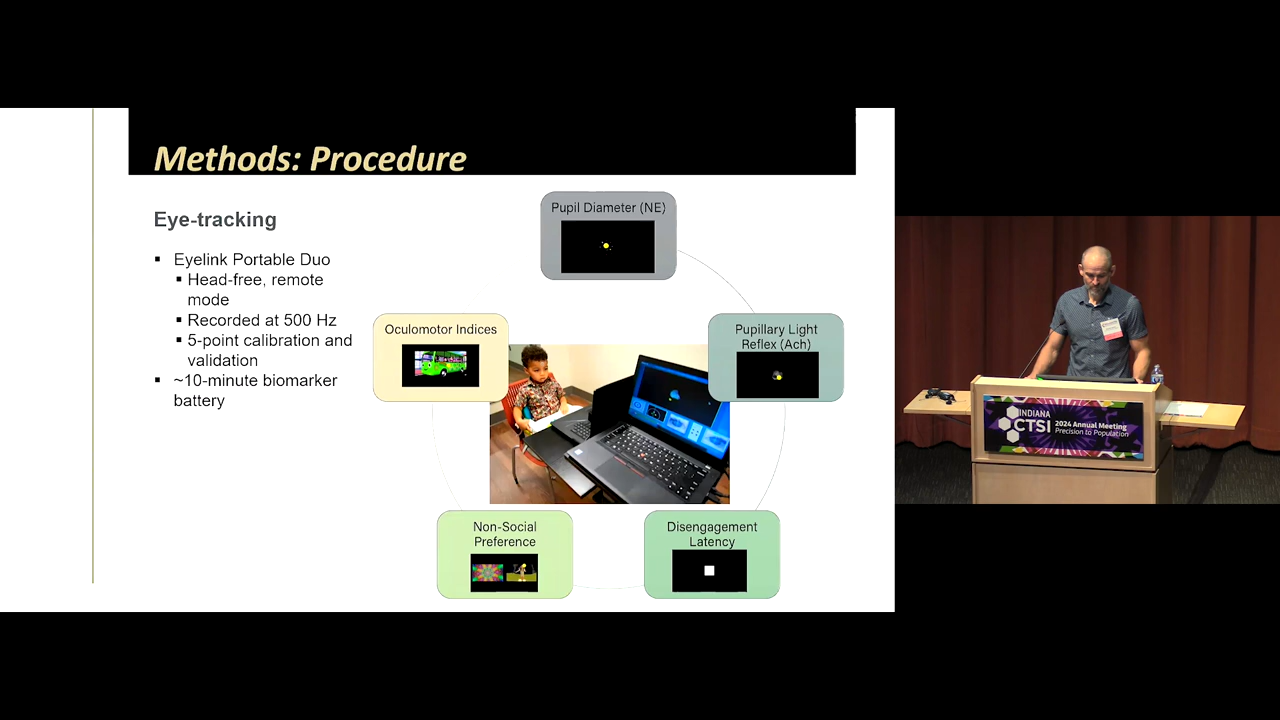 Methods: Procedure
Eye-tracking
▪ Eyelink Portable Duo
▪ Head-free, remote
mode
▪ Recorded at 500 Hz
▪ 5-point calibration and
validation
▪ ~10-minute biomarker
battery
Pupil Diameter (NE)
Oculomotor Indices
Pupillary Light
Reflex (Ach)
Non-Social
Preference
Disengagement
Latency
INDIANA
CTSI
2024 Annual Meeting
Precision to Population